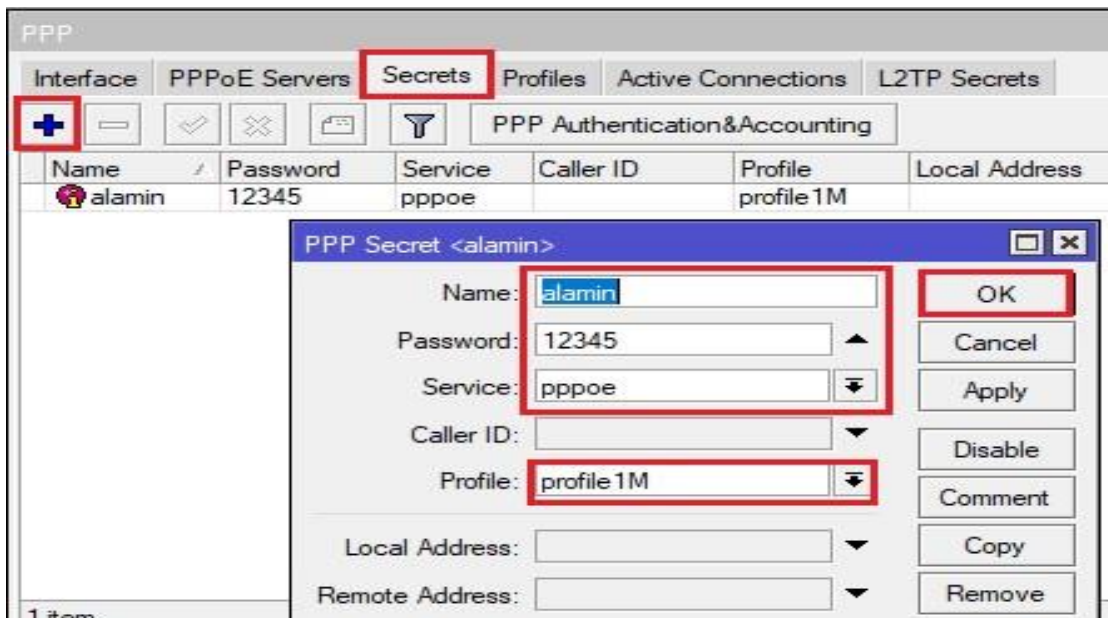 PPP
Interface PPPoE Servers Secrets Profiles Active Connections L2TP Secrets
PPP Authentication&Accounting
Name Password Service Caller ID Profile Local Address
alamin 12345 pppoe profile1M
PPP Secret <alamin>
Name: alamin OK
Password: 12345 Cancel
Service: pppoe Apply
Caller ID: Disable
Profile: profile1M Comment
Local Address: Copy
Remote Address: Remove
1 item